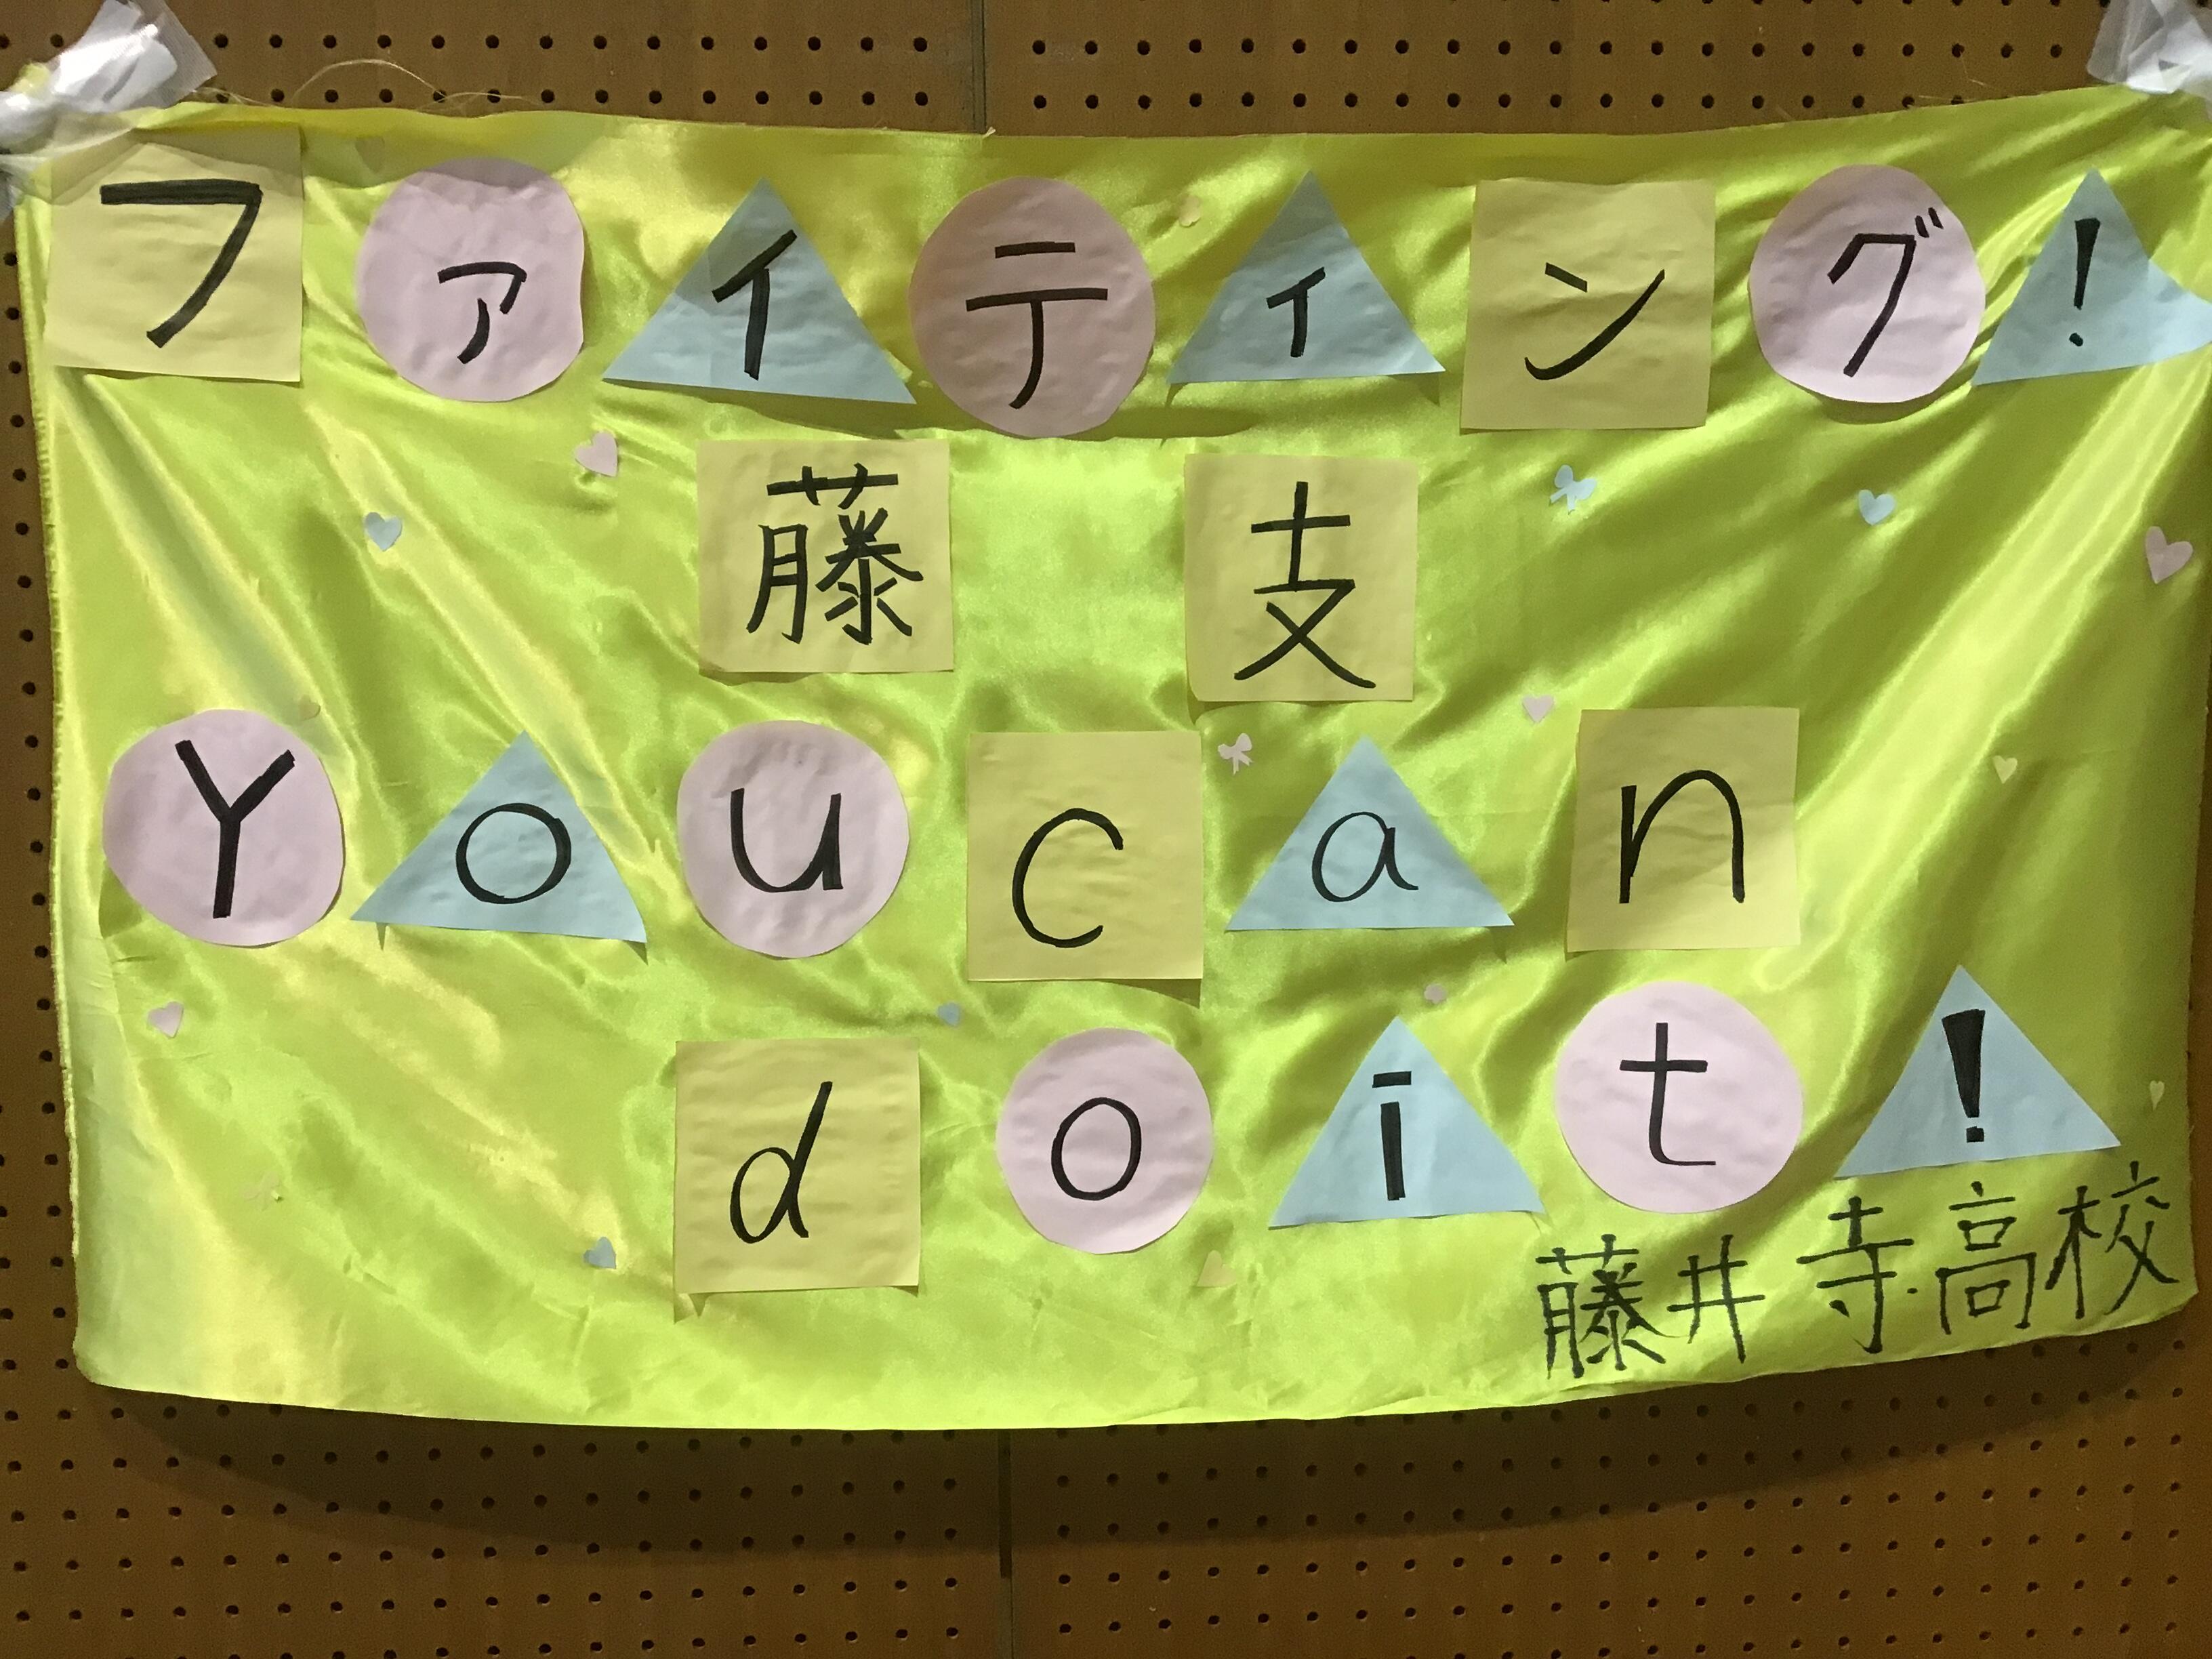 ファイティング!
藤支
You can
do it!
藤井寺高校